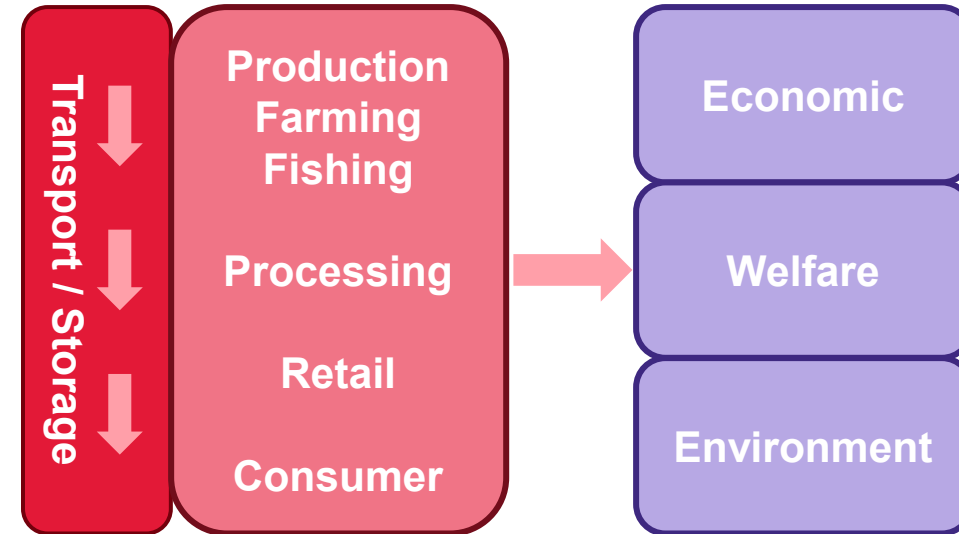 Transport / Storage
Production
Farming
Fishing
Processing
Retail
Consumer
Economic
Welfare
Environment